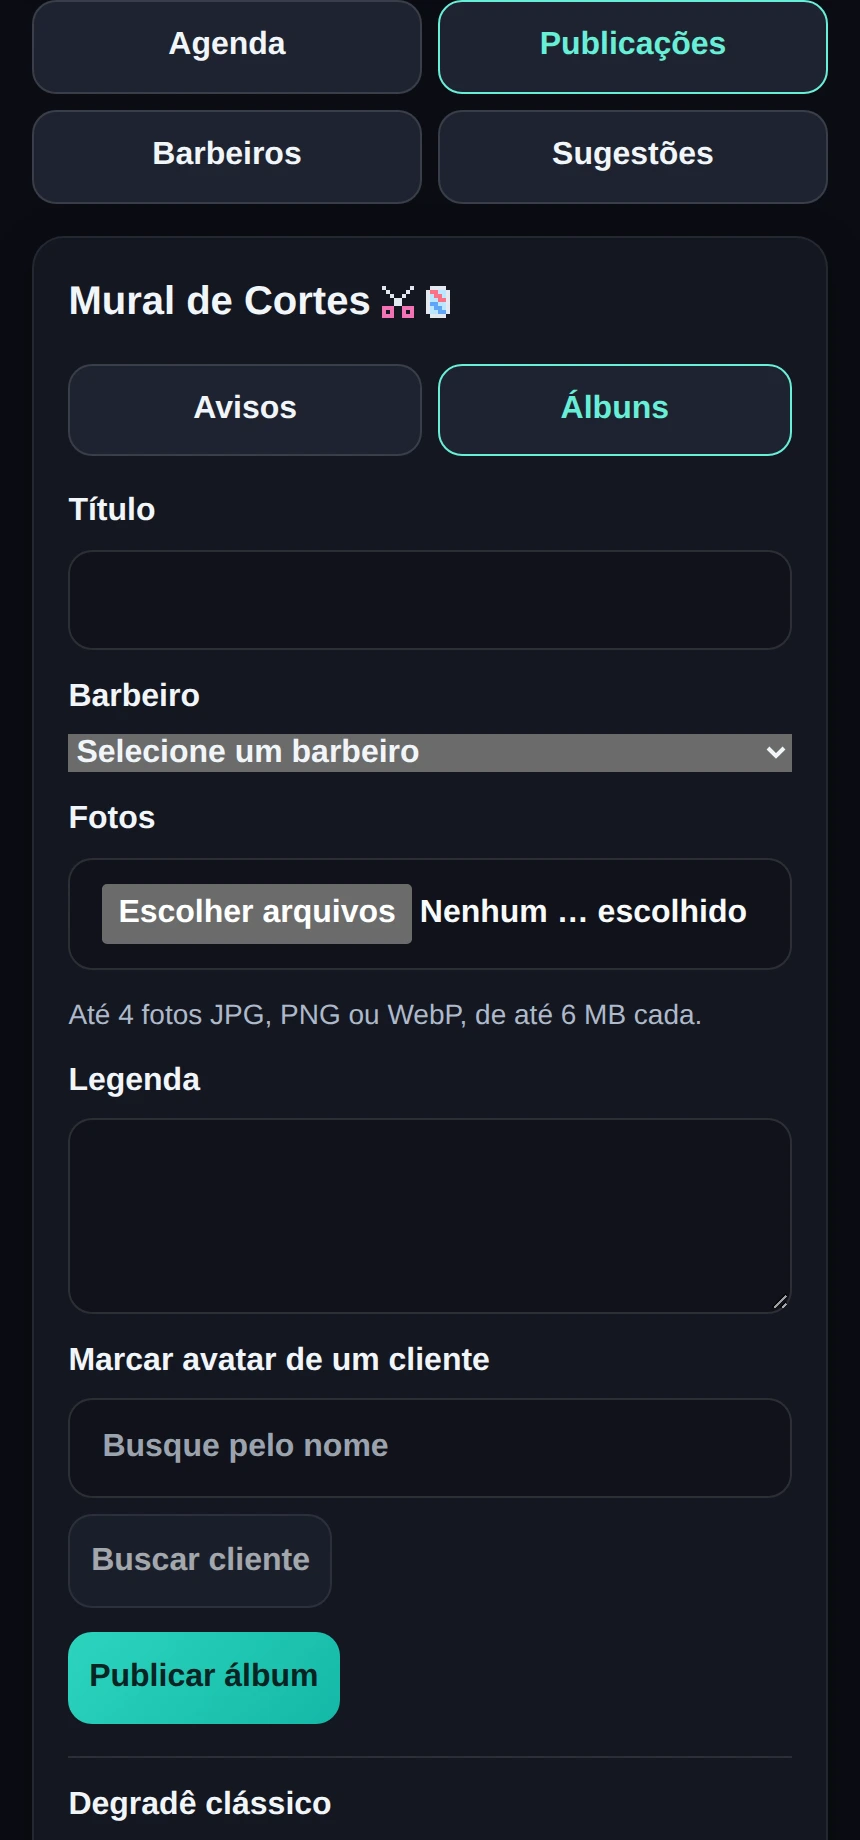 Agenda
Publicações
Barbeiros
Sugestões
Mural de Cortes
Avisos
Álbuns
Título
Barbeiro
Selecione um barbeiro
Fotos
Escolher arquivos Nenhum … escolhido
Até 4 fotos JPG, PNG ou WebP, de até 6 MB cada.
Legenda
Marcar avatar de um cliente
Busque pelo nome
Buscar cliente
Publicar álbum
Degradê clássico